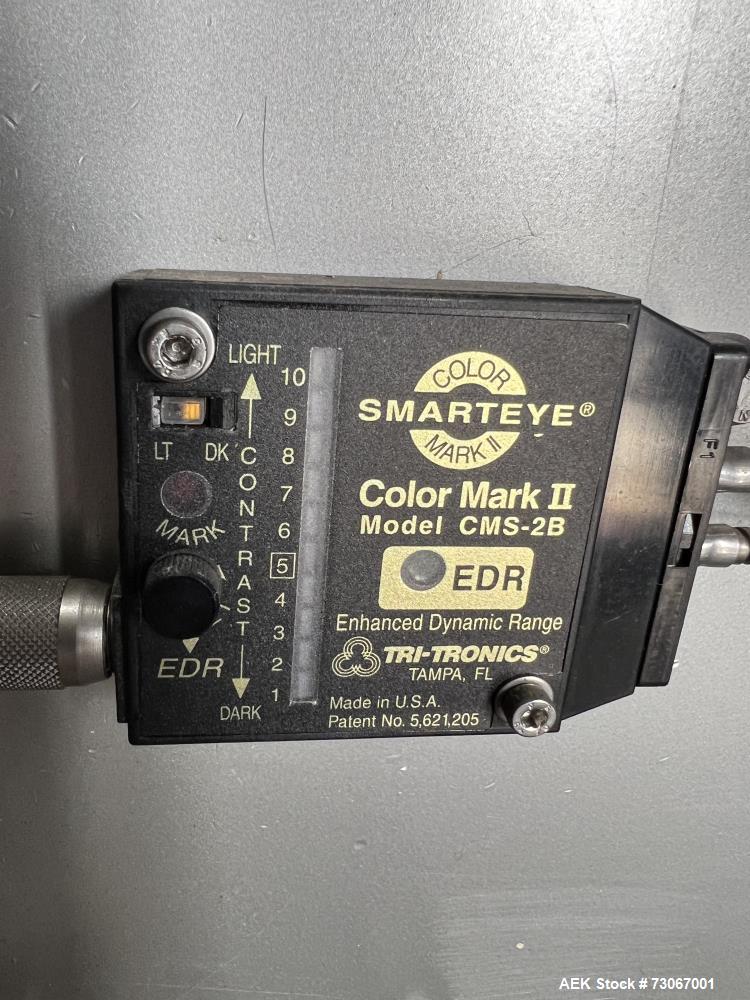 LIGHT
10
9
8
7
6
5
4
3
2
1
DARK
CONTRAST
LT DK
MARK
EDR
COLOR
SMARTEYE®
MARK II
Color Mark II
Model CMS-2B
EDR
Enhanced Dynamic Range
TRI-TRONICS®
TAMPA, FL
Made in U.S.A.
Patent No. 5,621,205
F1
AEK Stock # 73067001